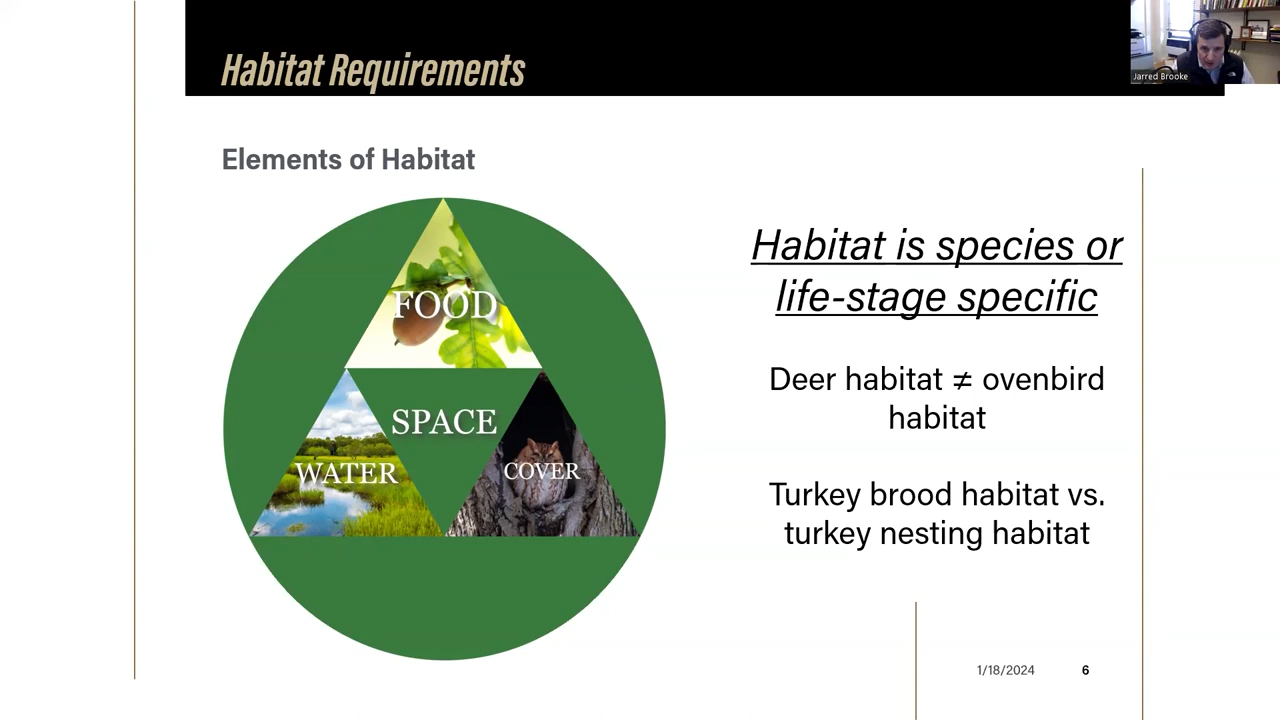 Habitat Requirements
Jarred Brooke
Elements of Habitat
FOOD
SPACE
WATER
COVER
Habitat is species or
life-stage specific
Deer habitat ≠ ovenbird
habitat
Turkey brood habitat vs.
turkey nesting habitat
1/18/2024
6